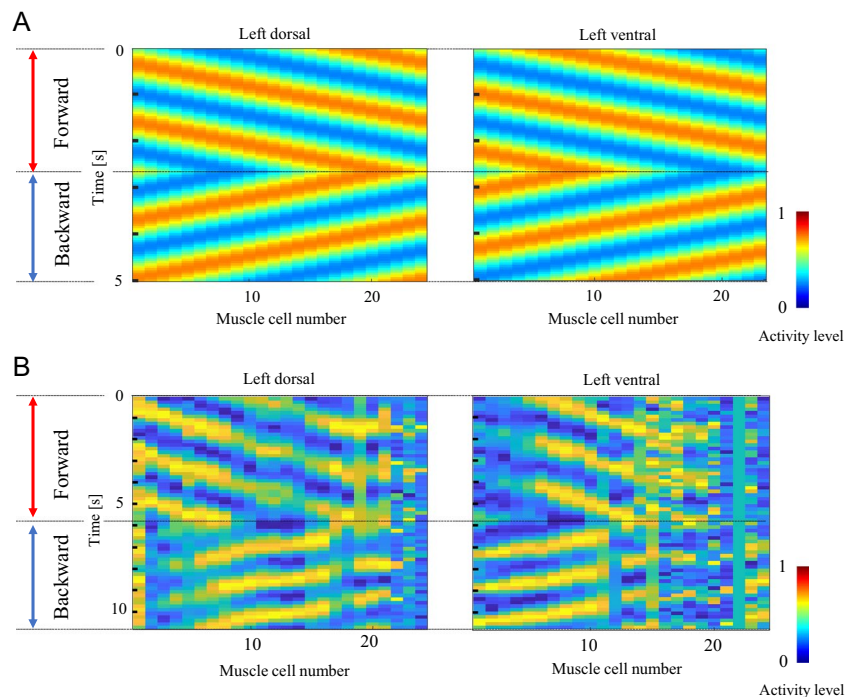 A
Left dorsal
Left ventral
0
Forward
Time [s]
Backward
5
10
20
10
20
Muscle cell number
Muscle cell number
1
0
Activity level
B
Left dorsal
Left ventral
0
Forward
5
Time [s]
Backward
10
10
20
10
20
Muscle cell number
Muscle cell number
1
0
Activity level